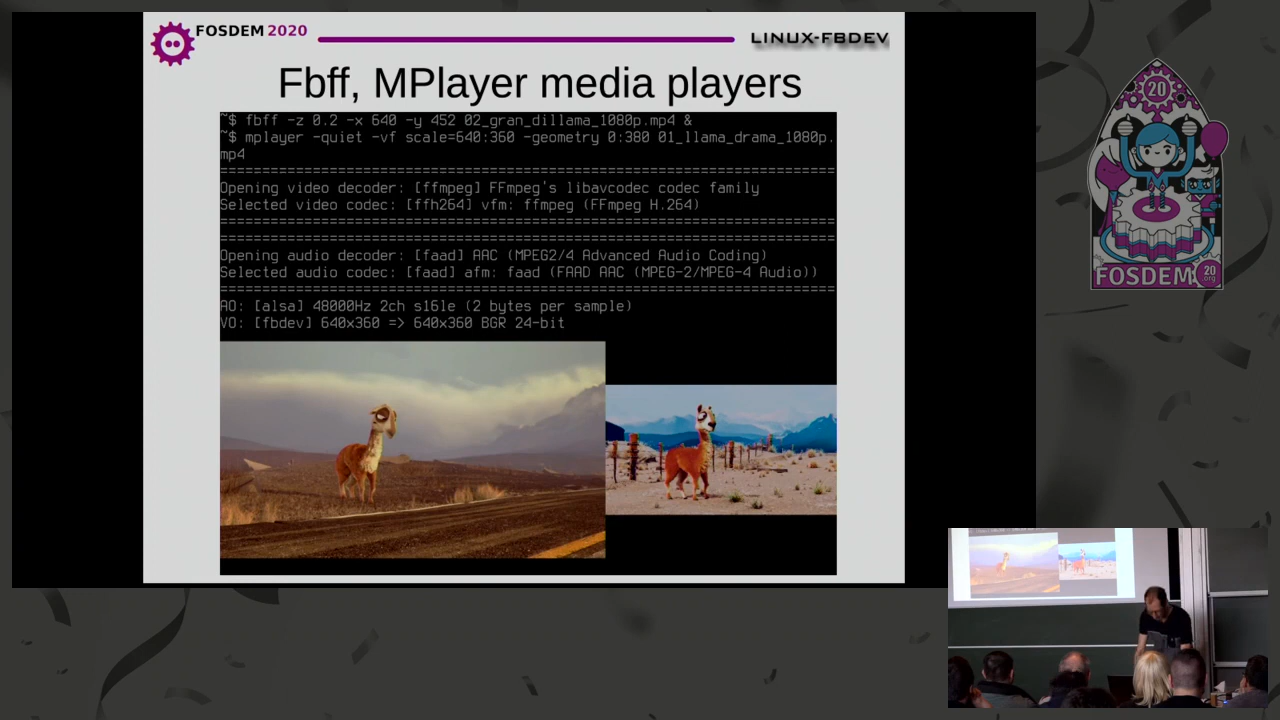 FOSDEM 2020
LINUX-FBDEV
Fbff, MPlayer media players
~$ fbff -z 0.2 -x 640 -y 452 02_gran_dillama_1080p.mp4 &
~$ mplayer -quiet -vf scale=640:360 -geometry 0:380 01_llama_drama_1080p.
mp4
==========================================================================
Opening video decoder: [ffmpeg] FFmpeg's libavcodec codec family
Selected video codec: [ffh264] vfm: ffmpeg (FFmpeg H.264)
==========================================================================
==========================================================================
Opening audio decoder: [faad] AAC (MPEG2/4 Advanced Audio Coding)
Selected audio codec: [faad] afm: faad (FAAD AAC (MPEG-2/MPEG-4 Audio))
==========================================================================
AO: [alsa] 48000Hz 2ch s16le (2 bytes per sample)
VO: [fbdev] 640x360 => 640x360 BGR 24-bit
20
FOSDEM 20
.org